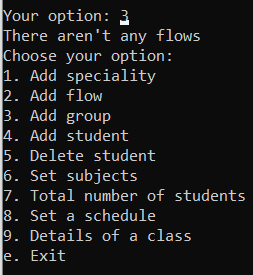 Your option: 3
There aren't any flows
Choose your option:
1. Add speciality
2. Add flow
3. Add group
4. Add student
5. Delete student
6. Set subjects
7. Total number of students
8. Set a schedule
9. Details of a class
e. Exit